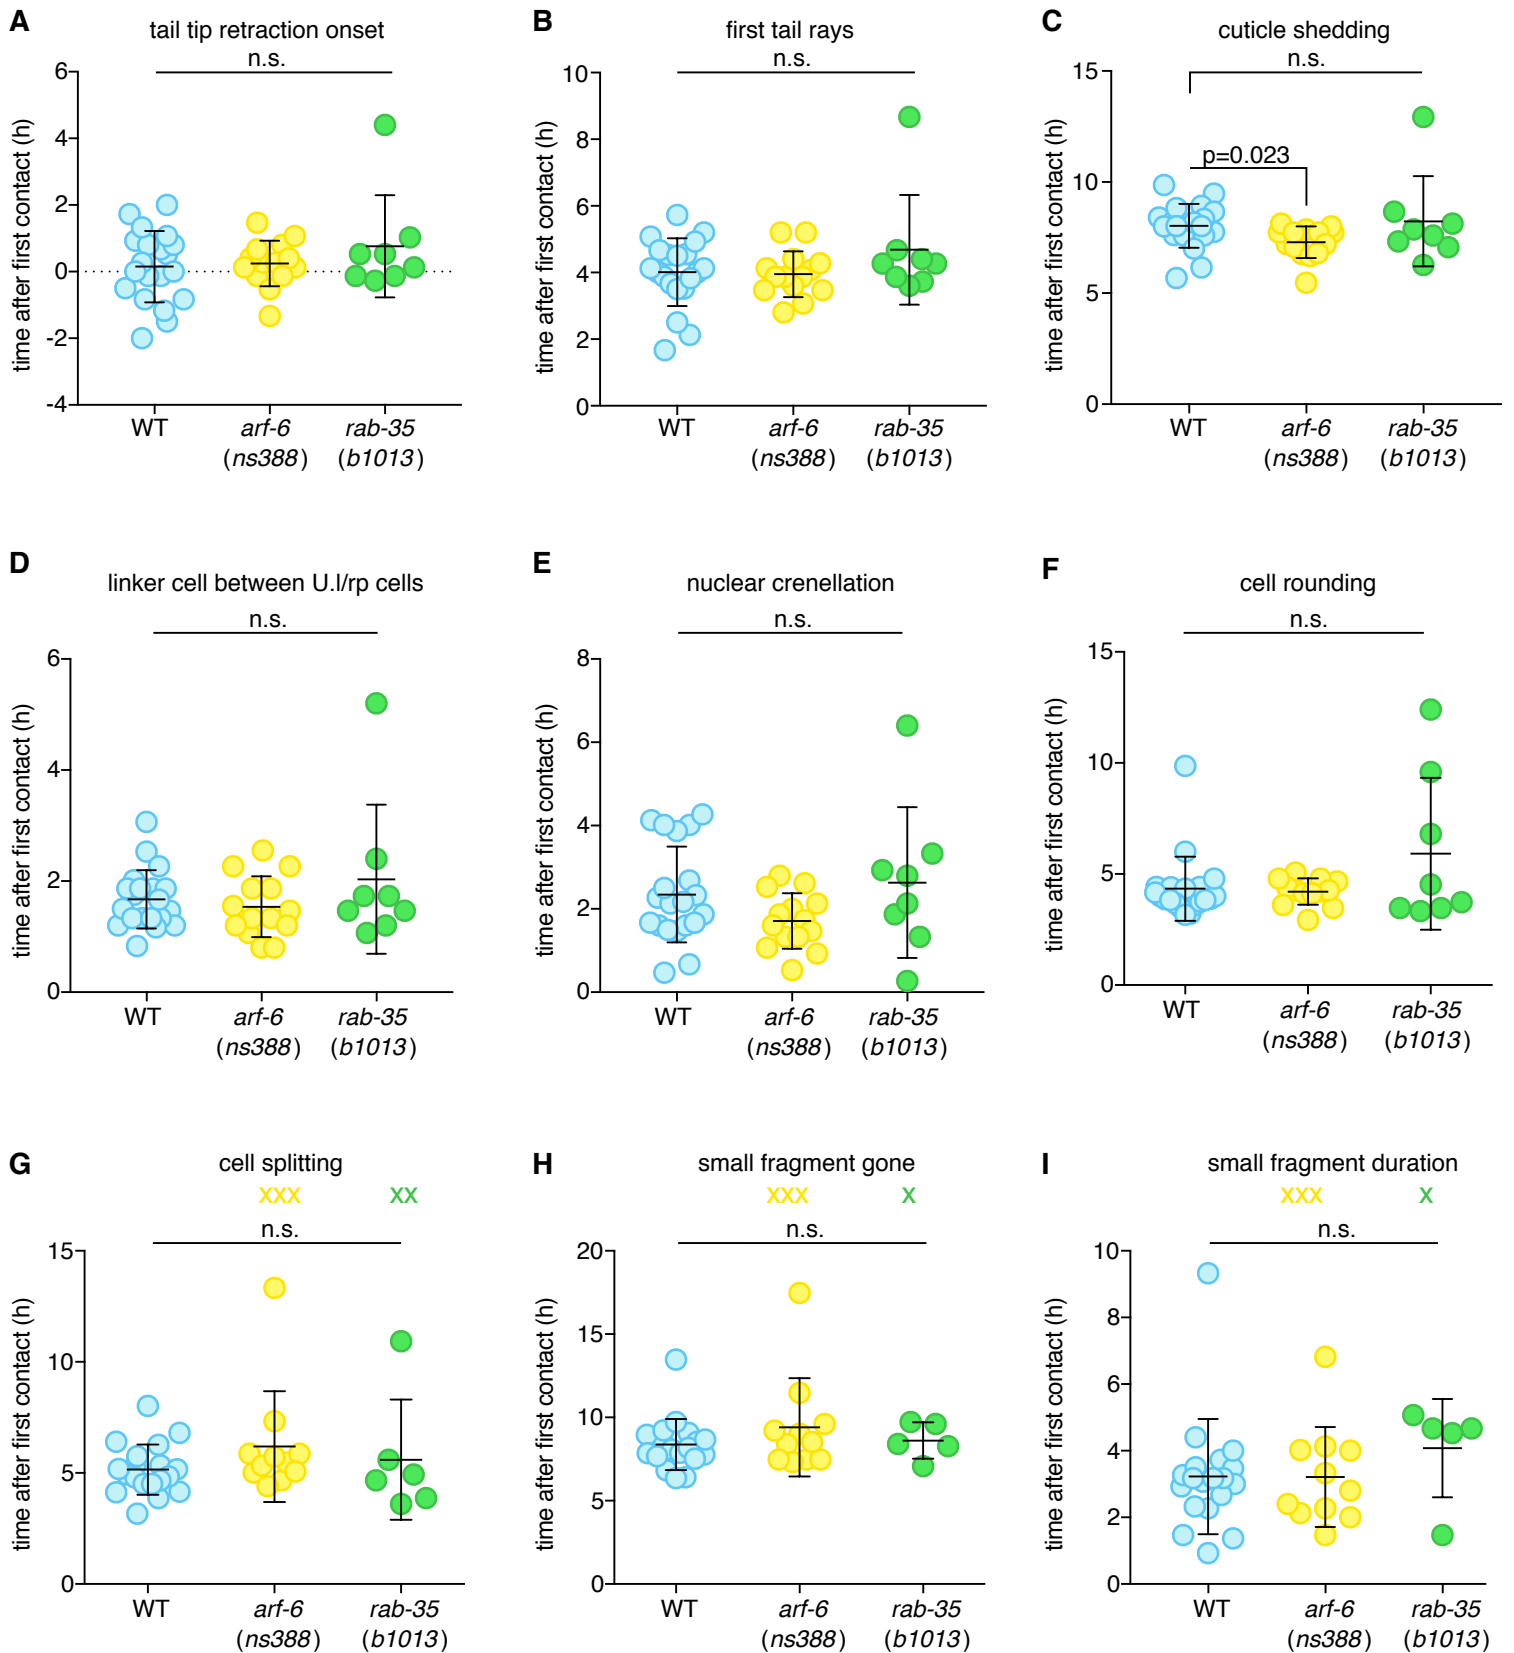 A
tail tip retraction onset
n.s.
time after first contact (h)
6
4
2
0
-2
-4
WT
arf-6
(ns388)
rab-35
(b1013)
B
first tail rays
n.s.
time after first contact (h)
10
8
6
4
2
0
WT
arf-6
(ns388)
rab-35
(b1013)
C
cuticle shedding
n.s.
p=0.023
time after first contact (h)
15
10
5
0
WT
arf-6
(ns388)
rab-35
(b1013)
D
linker cell between U.l/rp cells
n.s.
time after first contact (h)
6
4
2
0
WT
arf-6
(ns388)
rab-35
(b1013)
E
nuclear crenellation
n.s.
time after first contact (h)
8
6
4
2
0
WT
arf-6
(ns388)
rab-35
(b1013)
F
cell rounding
n.s.
time after first contact (h)
15
10
5
0
WT
arf-6
(ns388)
rab-35
(b1013)
G
cell splitting
XXX XX
n.s.
time after first contact (h)
15
10
5
0
WT
arf-6
(ns388)
rab-35
(b1013)
H
small fragment gone
XXX X
n.s.
time after first contact (h)
20
15
10
5
0
WT
arf-6
(ns388)
rab-35
(b1013)
I
small fragment duration
XXX X
n.s.
time after first contact (h)
10
8
6
4
2
0
WT
arf-6
(ns388)
rab-35
(b1013)